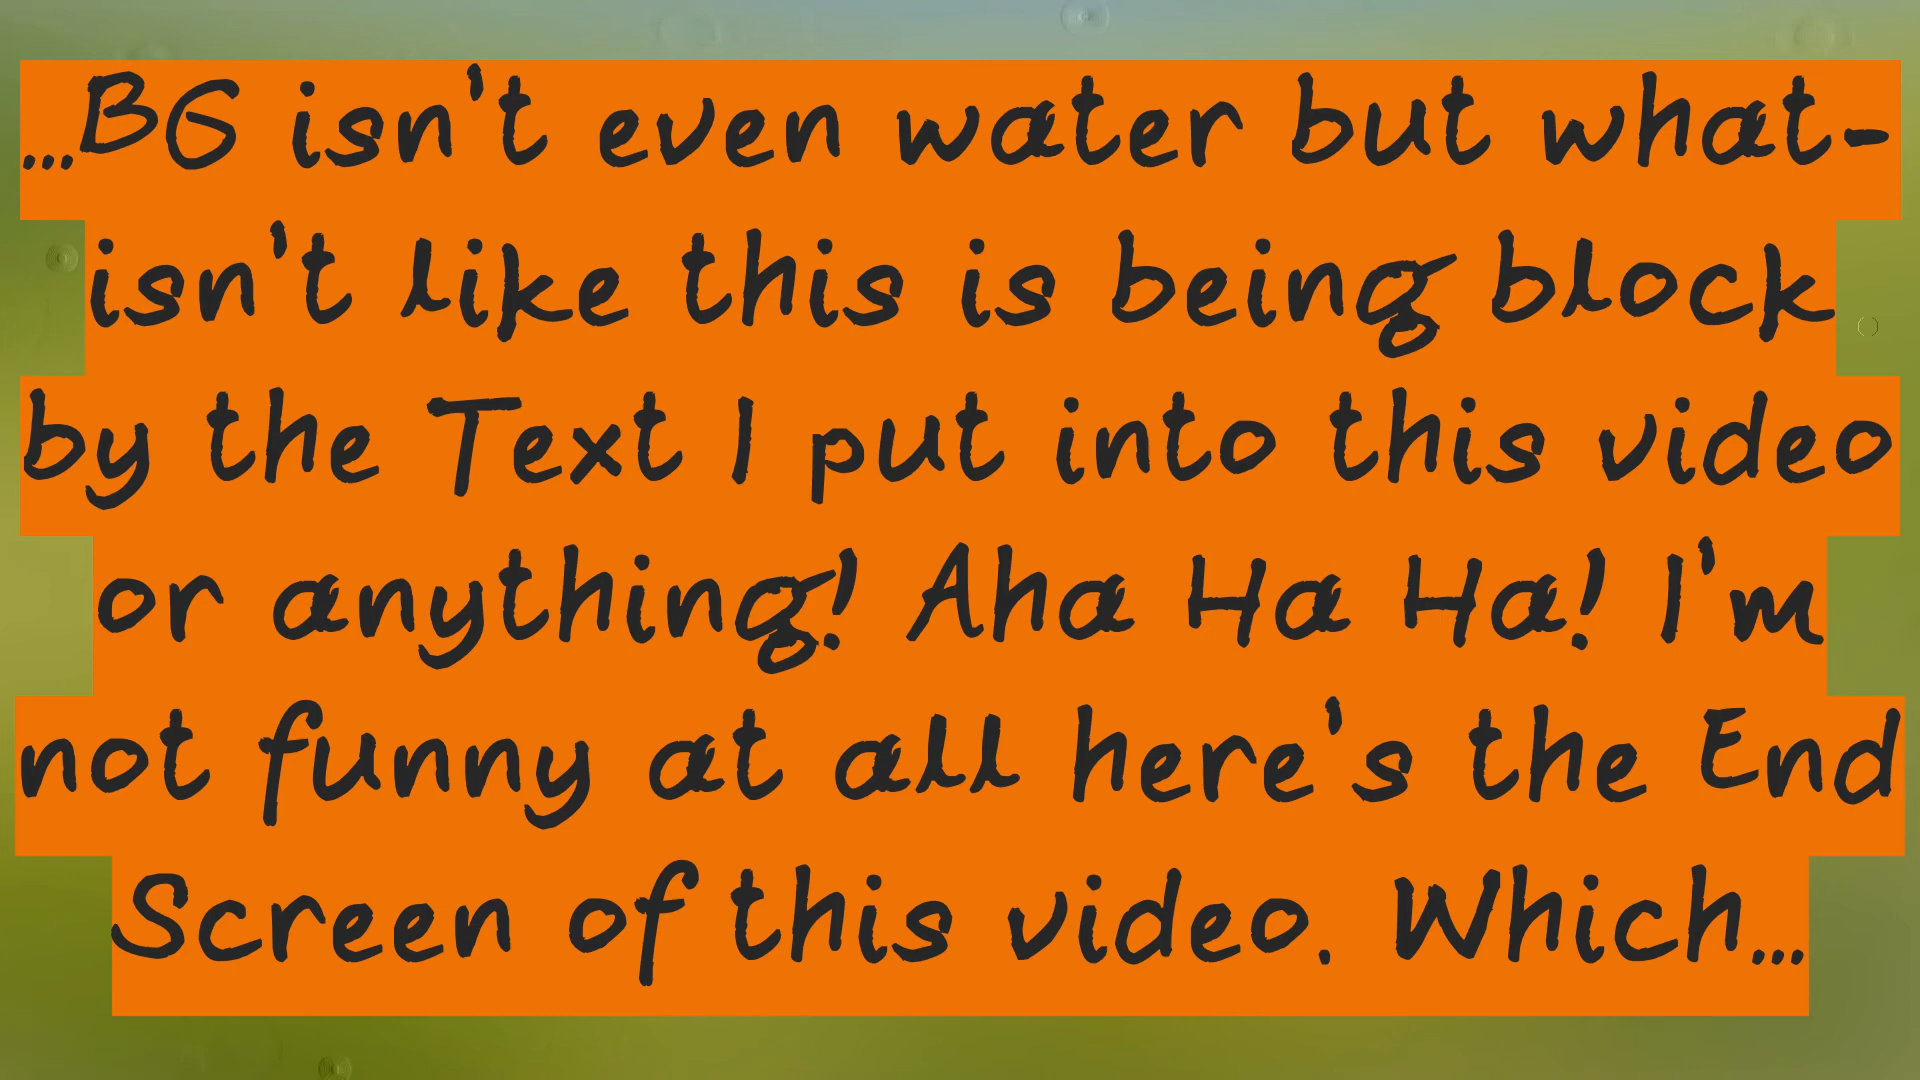 ...BG isn't even water but what-
isn't like this is being block
by the Text I put into this video
or anything! Aha Ha Ha! I'm
not funny at all here's the End
Screen of this video. Which...